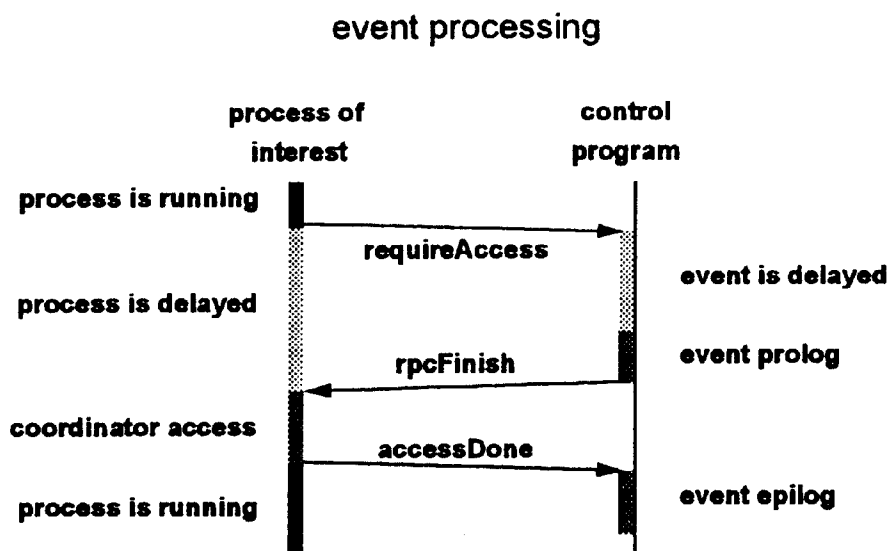 event processing
process of
interest
control
program
process is running
requireAccess
event is delayed
process is delayed
event prolog
rpcFinish
coordinator access
accessDone
event epilog
process is running